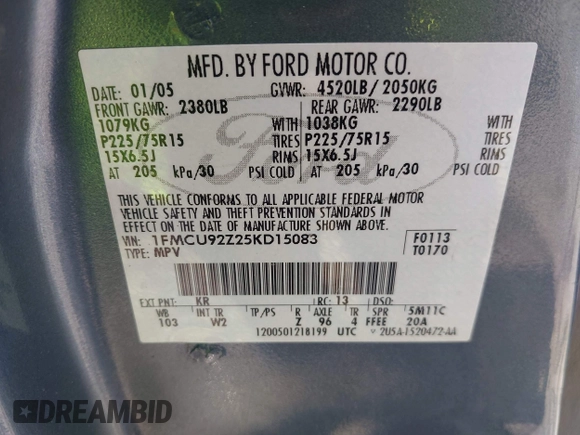 MFD. BY FORD MOTOR CO.
DATE: 01/05 GVWR: 4520LB/2050KG
FRONT GAWR: 2380LB REAR GAWR: 2290LB
1079KG WITH 1038KG WITH
P225/75R15 TIRES P225/75R15 TIRES
15X6.5J RIMS 15X6.5J RIMS
AT 205 kPa/30 PSI COLD AT 205 kPa/30 PSI COLD
Ford
THIS VEHICLE CONFORMS TO ALL APPLICABLE FEDERAL MOTOR
VEHICLE SAFETY AND THEFT PREVENTION STANDARDS IN
EFFECT ON THE DATE OF MANUFACTURE SHOWN ABOVE.
VIN: 1FMCU92Z25KD15083 F0113
TYPE: MPV T0170
EXT PNT: KR RC: 13 DSO:
WB INT TR TP/PS R AXLE TR SPR 5M11C
103 W2 Z 96 4 FFEE 20A
1200501218199 UTC V 2U5A-1520472-AA
DREAMBID